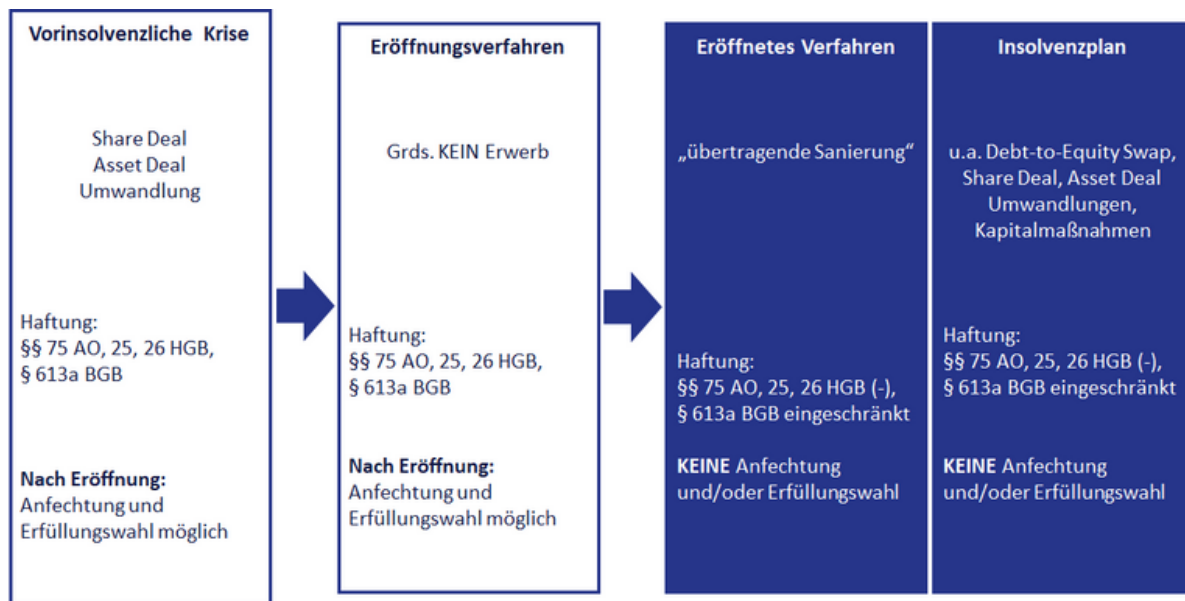 Vorinsolvenzliche Krise
Share Deal
Asset Deal
Umwandlung
Haftung:
§§ 75 AO, 25, 26 HGB,
§ 613a BGB
Nach Eröffnung:
Anfechtung und
Erfüllungswahl möglich
Eröffnungsverfahren
Grds. KEIN Erwerb
Haftung:
§§ 75 AO, 25, 26 HGB,
§ 613a BGB
Nach Eröffnung:
Anfechtung und
Erfüllungswahl möglich
Eröffnetes Verfahren
„übertragende Sanierung“
Haftung:
§§ 75 AO, 25, 26 HGB (-),
§ 613a BGB eingeschränkt
KEINE Anfechtung
und/oder Erfüllungswahl
Insolvenzplan
u.a. Debt-to-Equity Swap,
Share Deal, Asset Deal
Umwandlungen,
Kapitalmaßnahmen
Haftung:
§§ 75 AO, 25, 26 HGB (-),
§ 613a BGB eingeschränkt
KEINE Anfechtung
und/oder Erfüllungswahl